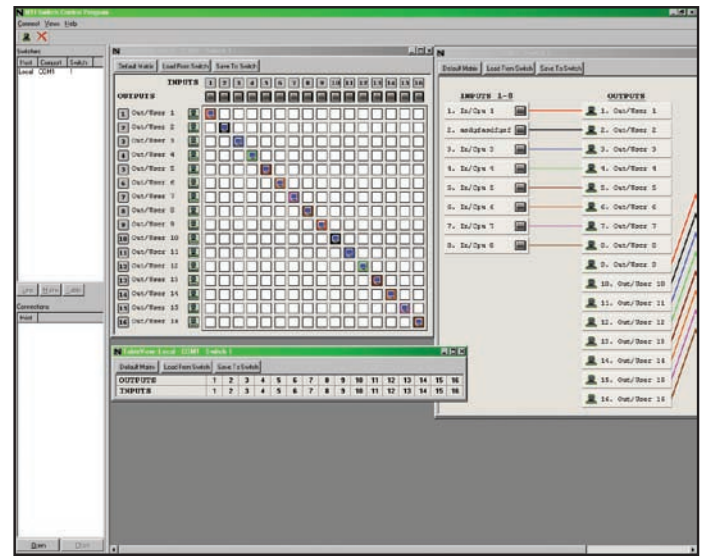 NTI Switch Control Program
Connect Views Help
Switches
Host Comport Switch
Local COM1 1
Connections
Host
Open
Default Matrix Load From Switch Save To Switch
INPUTS 1 2 3 4 5 6 7 8 9 10 11 12 13 14 15 16
OUTPUTS
1 Out/User 1
2 Out/User 2
3 Out/User 3
4 Out/User 4
5 Out/User 5
6 Out/User 6
7 Out/User 7
8 Out/User 8
9 Out/User 9
10 Out/User 10
11 Out/User 11
12 Out/User 12
13 Out/User 13
14 Out/User 14
15 Out/User 15
16 Out/User 16
TableView Local COM1 Switch 1
Default Matrix Load From Switch Save To Switch
OUTPUTS 1 2 3 4 5 6 7 8 9 10 11 12 13 14 15 16
INPUTS 1 2 3 4 5 6 7 8 9 10 11 12 13 14 15 16
Default Matrix Load From Switch Save To Switch
INPUTS 1-8 OUTPUTS
1. In/Cpu 1 1. Out/User 1
2. 2. Out/User 2
3. In/Cpu 3 3. Out/User 3
4. In/Cpu 4 4. Out/User 4
5. In/Cpu 5 5. Out/User 5
6. In/Cpu 6 6. Out/User 6
7. In/Cpu 7 7. Out/User 7
8. In/Cpu 8 8. Out/User 8
9. Out/User 9
10. Out/User 10
11. Out/User 11
12. Out/User 12
13. Out/User 13
14. Out/User 14
15. Out/User 15
16. Out/User 16